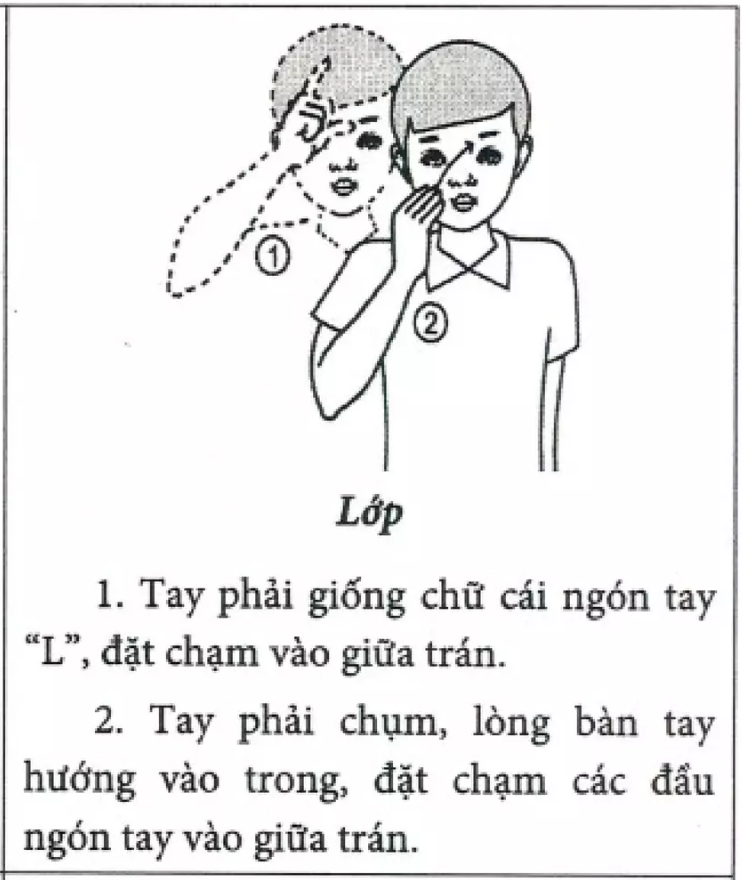 ①
②
Lớp
1. Tay phải giống chữ cái ngón tay
“L”, đặt chạm vào giữa trán.
2. Tay phải chụm, lòng bàn tay
hướng vào trong, đặt chạm các đầu
ngón tay vào giữa trán.